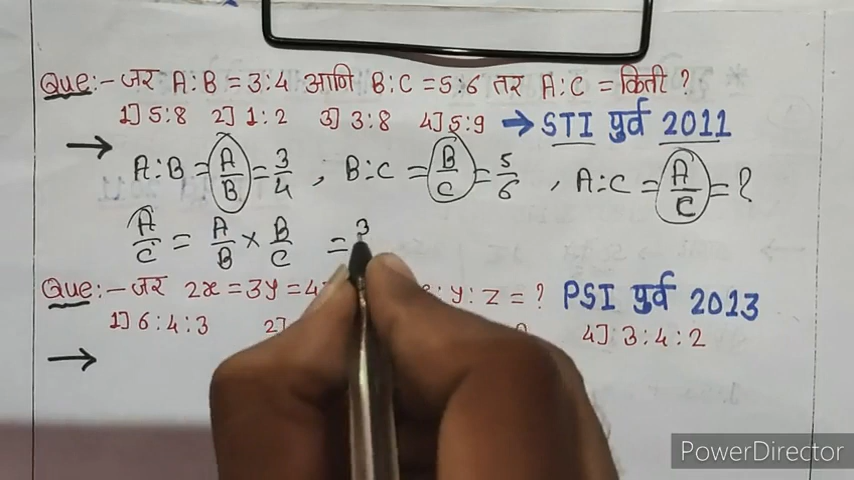 Que:- जर A:B = 3:4 आणि B:C = 5:6 तर A:C = किती ?
1] 5:8 2] 1:2 3] 3:8 4] 5:9 → STI पुर्व 2011
→ A:B = A/B = 3/4 , B:C = B/C = 5/6 , A:C = A/C = ?
A/C = A/B × B/C = 3
Que:- जर 2x = 3y = 4 : y : z = ? PSI पुर्व 2013
1] 6:4:3 2] 4] 3:4:2
→
PowerDirector